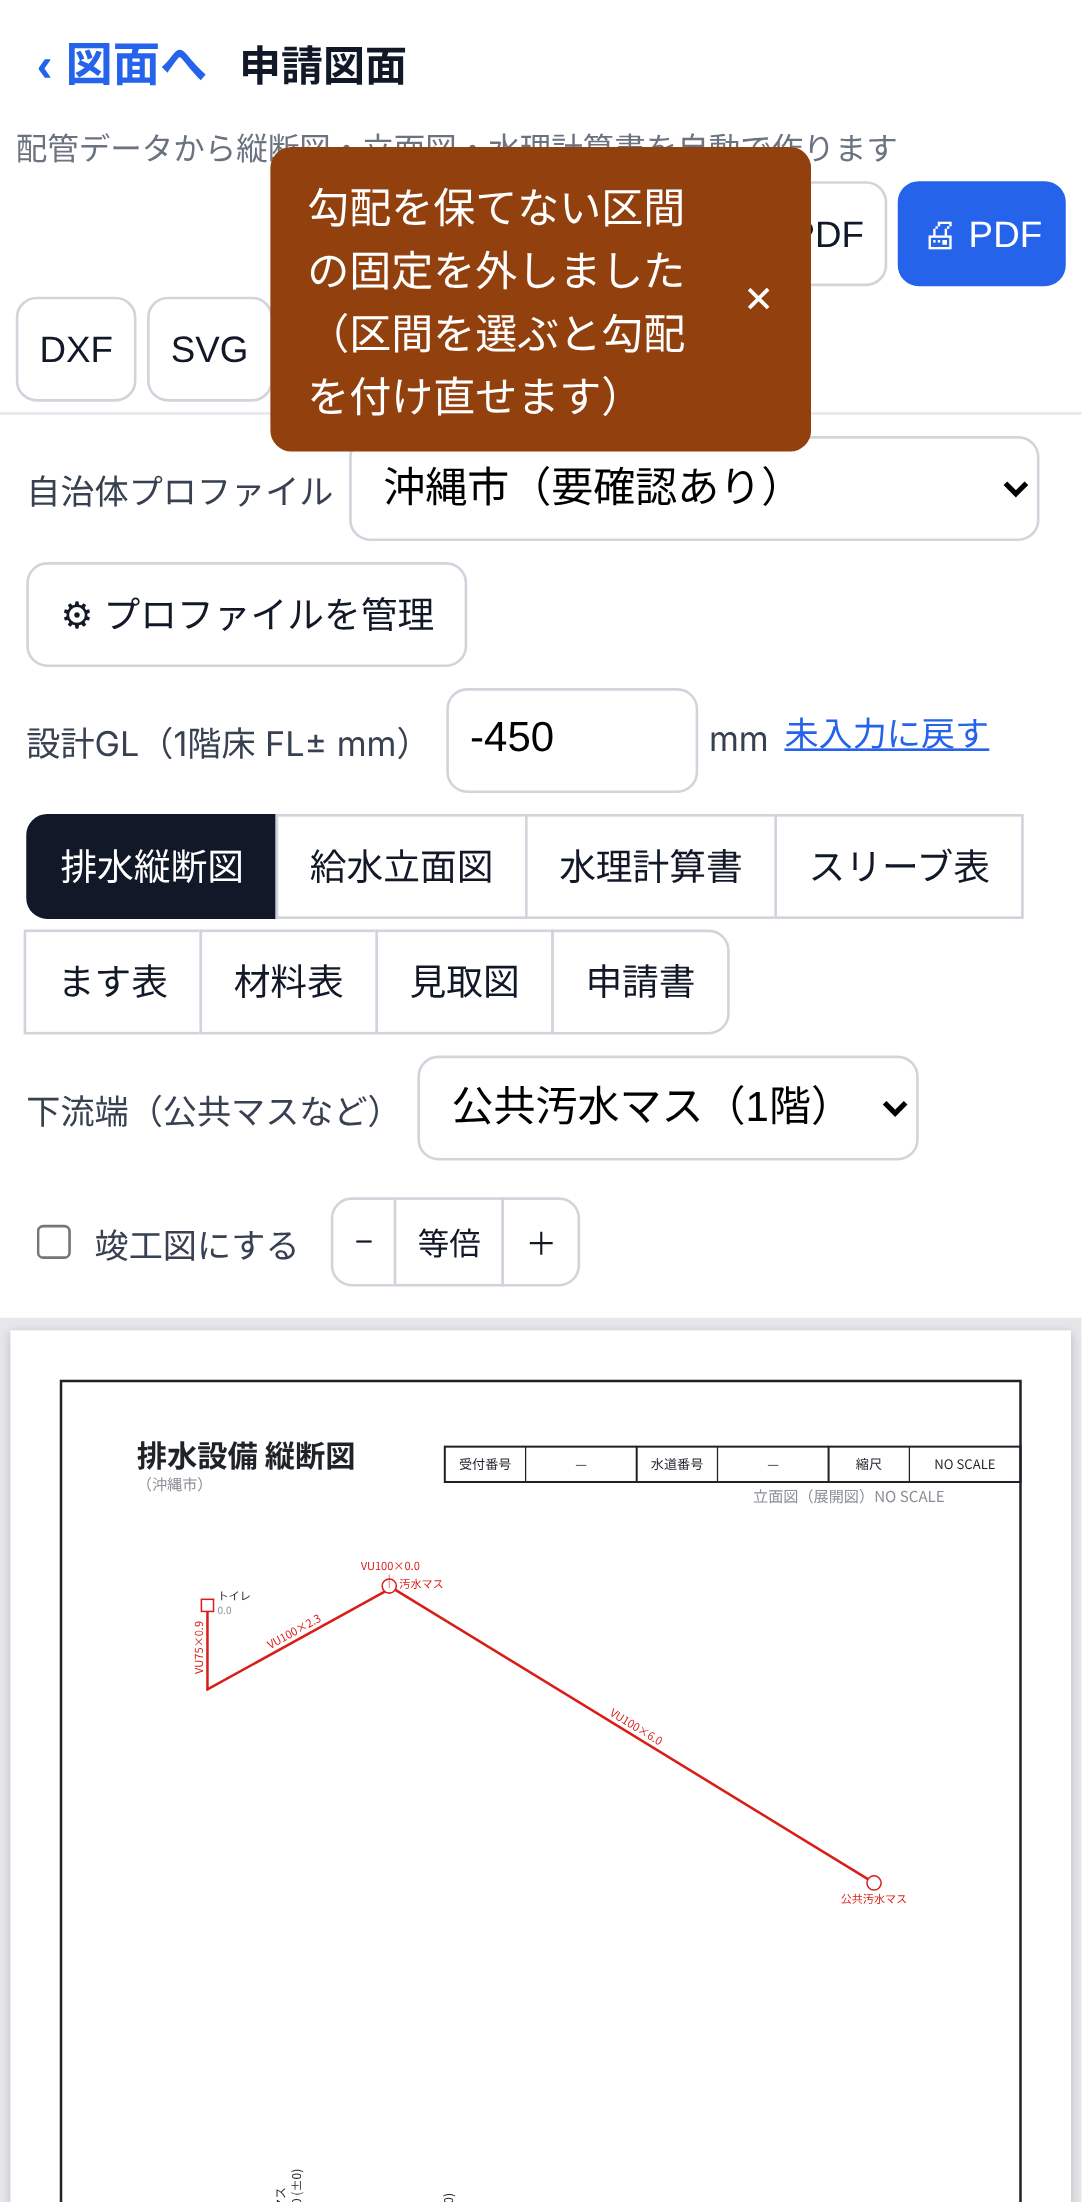 ‹ 図面へ 申請図面
配管データから縦断図・立面図・水理計算書を自動で作ります
勾配を保てない区間
の固定を外しました
（区間を選ぶと勾配
を付け直せます）
×
PDF
PDF
DXF SVG
自治体プロファイル 沖縄市（要確認あり）
⚙ プロファイルを管理
設計GL（1階床 FL± mm） -450 mm 未入力に戻す
排水縦断図 給水立面図 水理計算書 スリーブ表
ます表 材料表 見取図 申請書
下流端（公共マスなど） 公共汚水マス（1階）
竣工図にする − 等倍 ＋
排水設備 縦断図
（沖縄市）
受付番号 — 水道番号 — 縮尺 NO SCALE
立面図（展開図）NO SCALE
VU100×0.0
汚水マス
トイレ
0.0
VU75×0.9
VU100×2.3
VU100×6.0
公共汚水マス